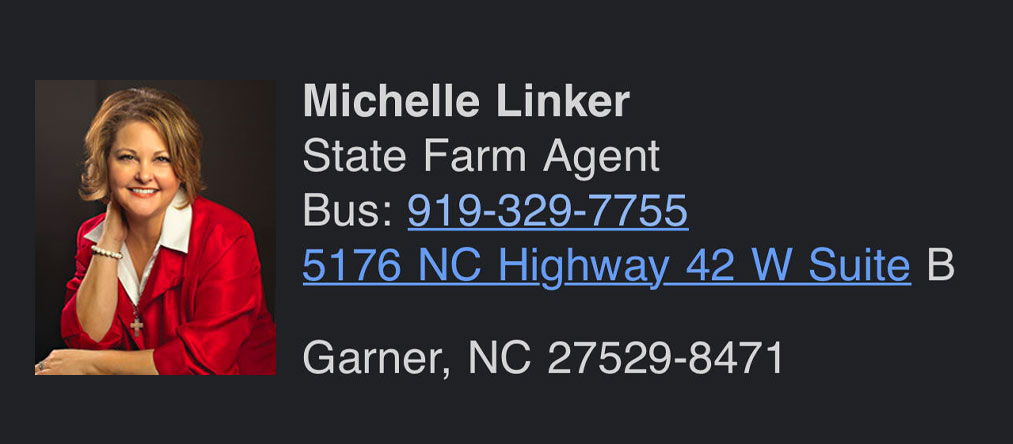 Michelle Linker
State Farm Agent
Bus: 919-329-7755
5176 NC Highway 42 W Suite B
Garner, NC 27529-8471